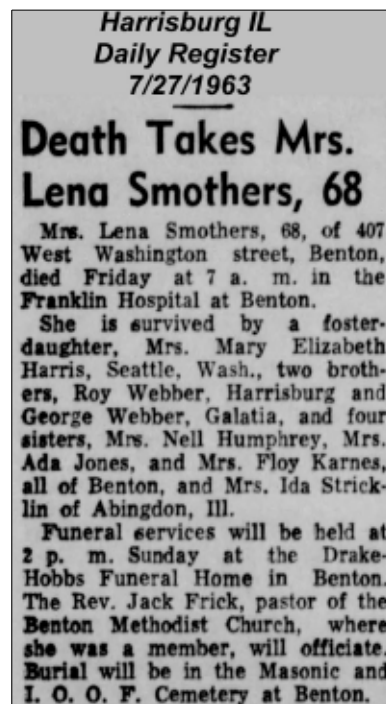 Harrisburg IL
Daily Register
7/27/1963
Death Takes Mrs.
Lena Smothers, 68
Mrs. Lena Smothers, 68, of 407
West Washington street, Benton,
died Friday at 7 a. m. in the
Franklin Hospital at Benton.
She is survived by a foster-
daughter, Mrs. Mary Elizabeth
Harris, Seattle, Wash., two broth-
ers, Roy Webber, Harrisburg and
George Webber, Galatia, and four
sisters, Mrs. Nell Humphrey, Mrs.
Ada Jones, and Mrs. Floy Karnes,
all of Benton, and Mrs. Ida Strick-
lin of Abingdon, Ill.
Funeral services will be held at
2 p. m. Sunday at the Drake-
Hobbs Funeral Home in Benton.
The Rev. Jack Frick, pastor of the
Benton Methodist Church, where
she was a member, will officiate.
Burial will be in the Masonic and
I. O. O. F. Cemetery at Benton.